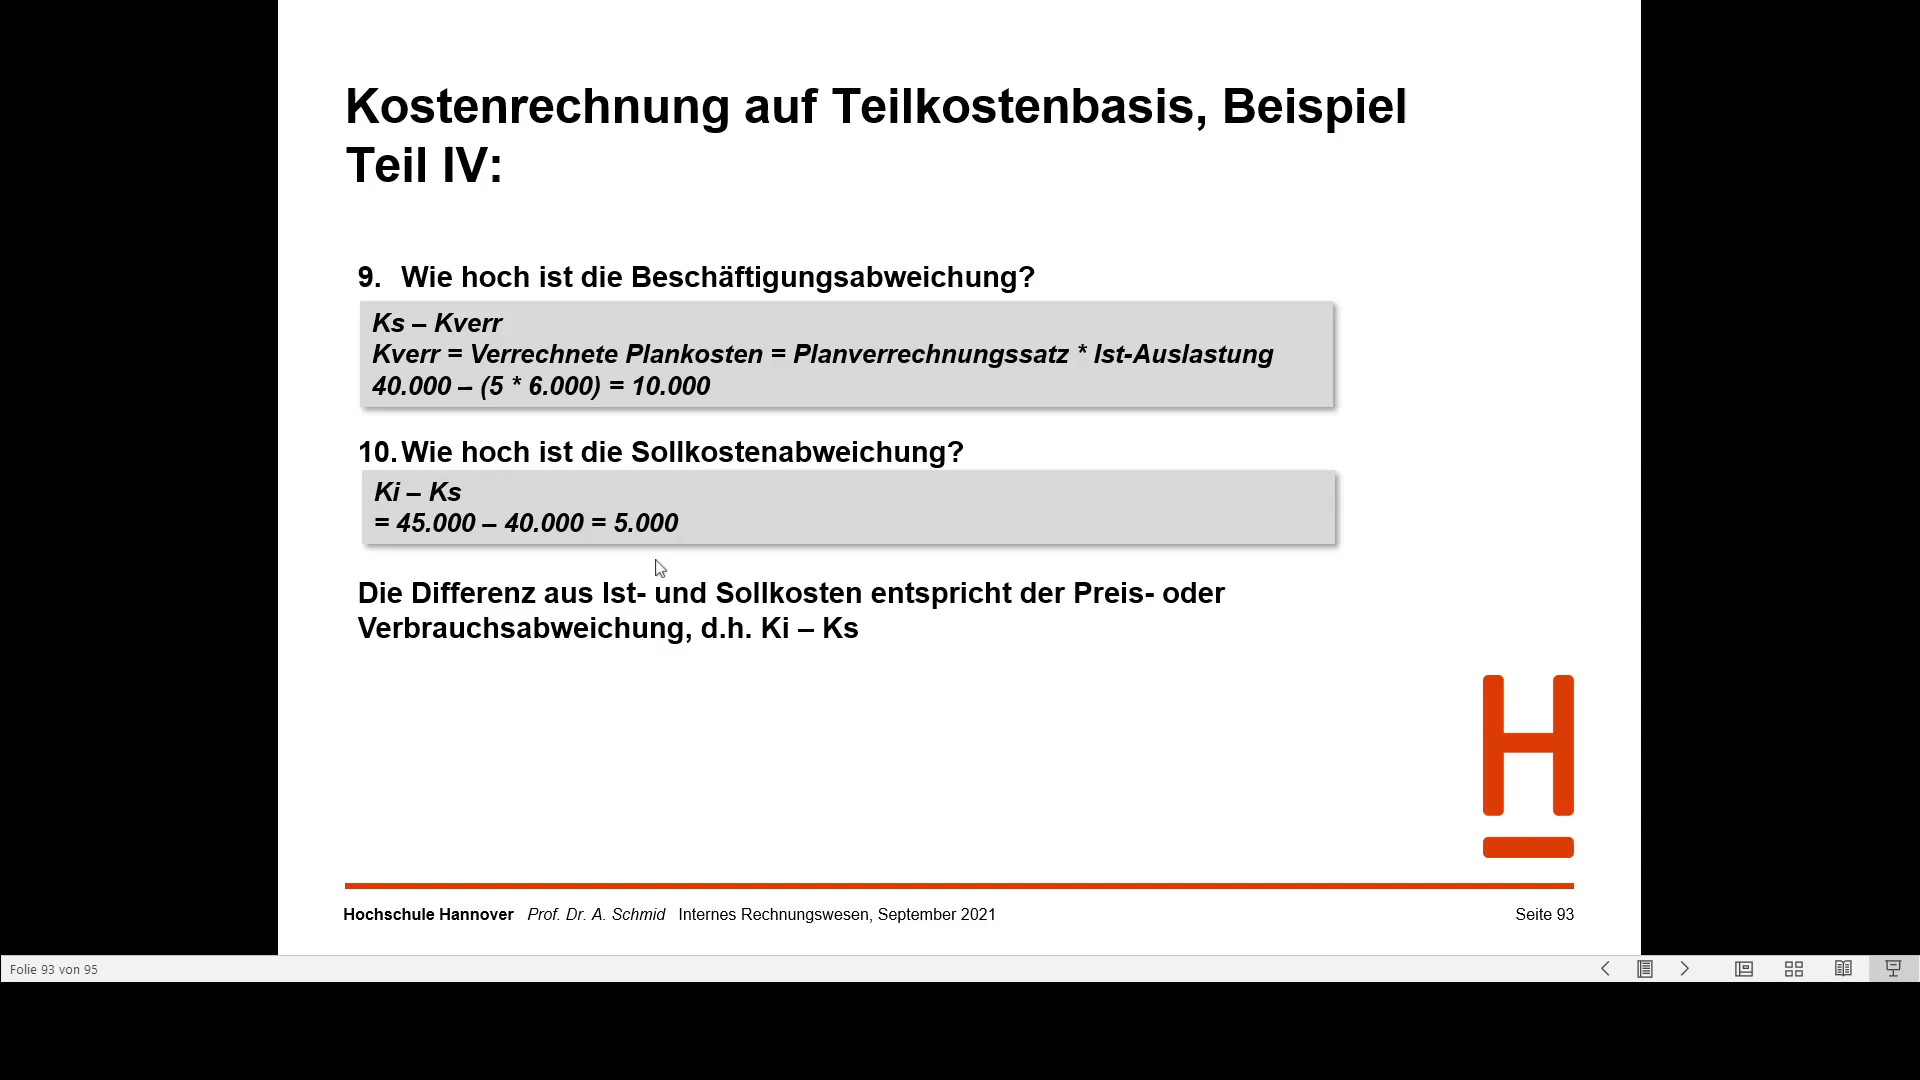 Kostenrechnung auf Teilkostenbasis, Beispiel
Teil IV:
9. Wie hoch ist die Beschäftigungsabweichung?
Ks – Kverr
Kverr = Verrechnete Plankosten = Planverrechnungssatz * Ist-Auslastung
40.000 – (5 * 6.000) = 10.000
10. Wie hoch ist die Sollkostenabweichung?
Ki – Ks
= 45.000 – 40.000 = 5.000
Die Differenz aus Ist- und Sollkosten entspricht der Preis- oder
Verbrauchsabweichung, d.h. Ki – Ks
H
Hochschule Hannover Prof. Dr. A. Schmid Internes Rechnungswesen, September 2021 Seite 93
Folie 93 von 95